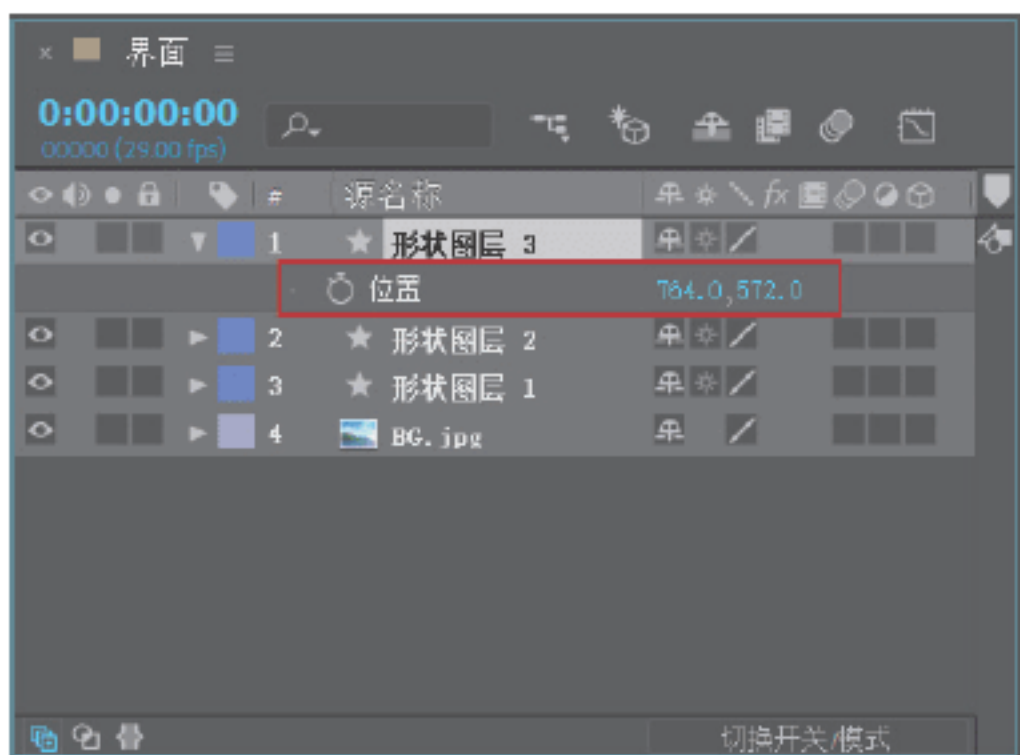 界面
0:00:00:00
00000 (29.00 fps)
# 源名称 fx
1 形状图层 3
位置 764.0,572.0
2 形状图层 2
3 形状图层 1
4 BG.jpg
切换开关/模式